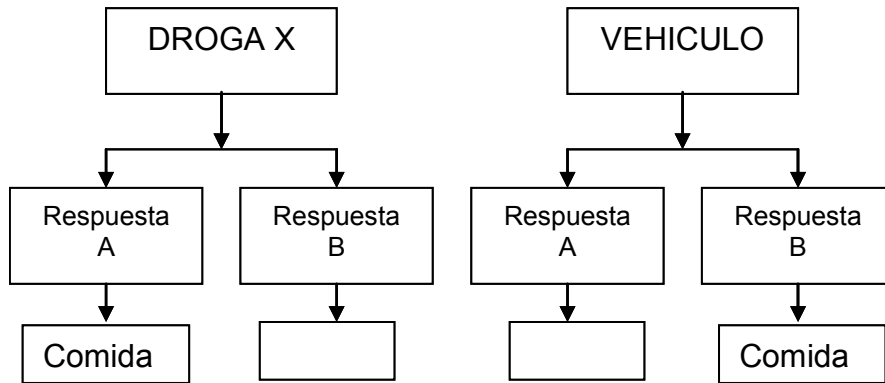 DROGA X
VEHICULO
Respuesta
A
Respuesta
B
Respuesta
A
Respuesta
B
Comida
Comida